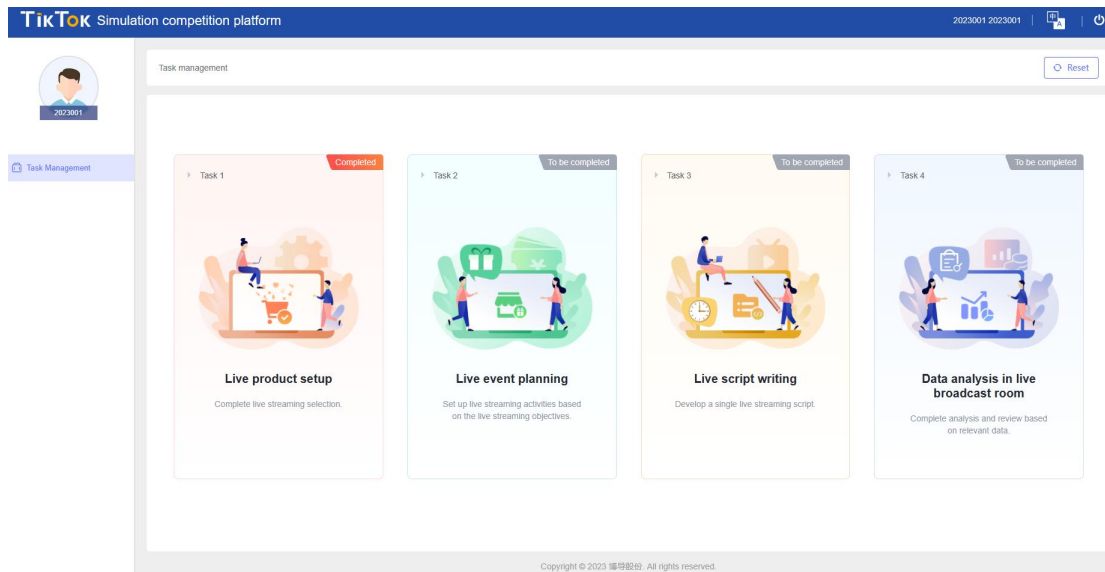 TikTok Simulation competition platform
2023001 2023001
中 A
2023001
Task Management
Task management
Reset
Completed
Task 1
Live product setup
Complete live streaming selection.
To be completed
Task 2
Live event planning
Set up live streaming activities based
on the live streaming objectives.
To be completed
Task 3
Live script writing
Develop a single live streaming script.
To be completed
Task 4
Data analysis in live
broadcast room
Complete analysis and review based
on relevant data.
Copyright © 2023 博导股份. All rights reserved.